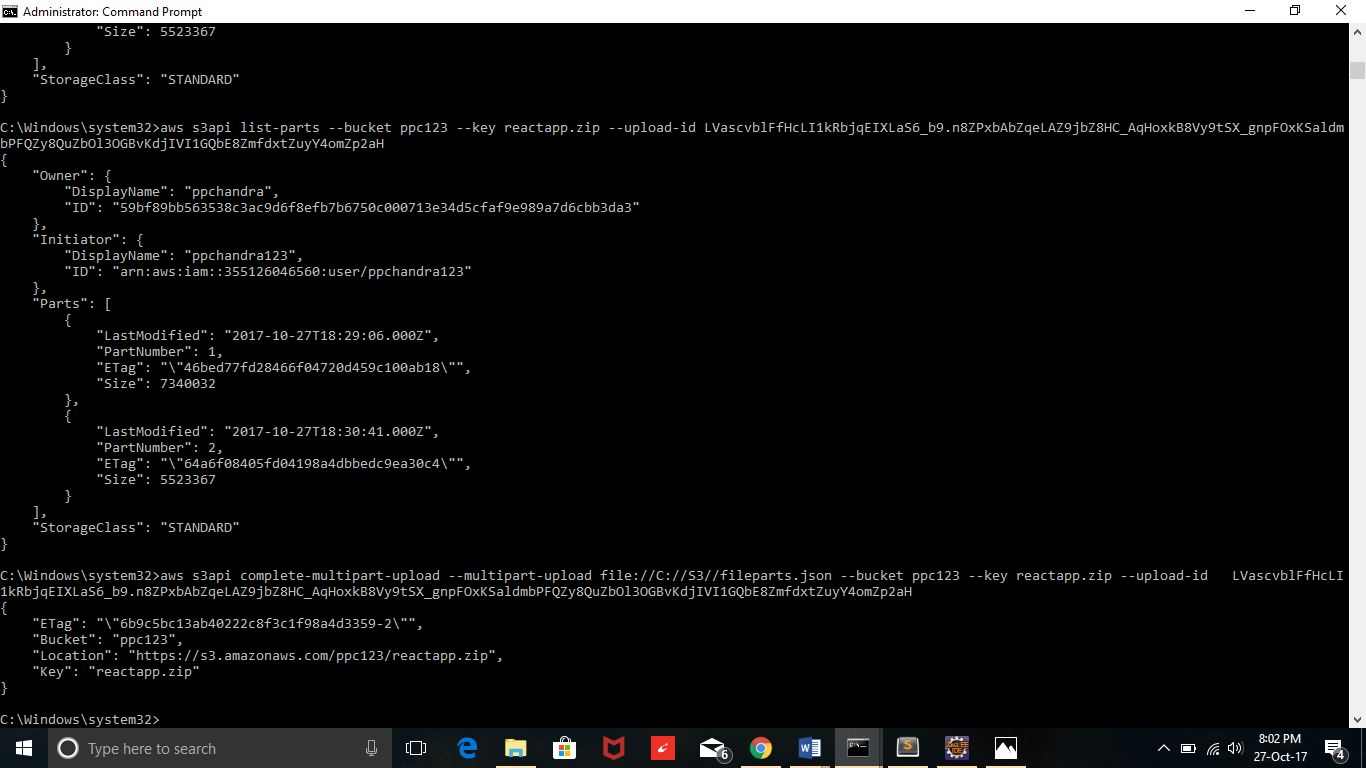 Administrator: Command Prompt
"Size": 5523367
}
],
"StorageClass": "STANDARD"
}
C:\Windows\system32>aws s3api list-parts --bucket ppc123 --key reactapp.zip --upload-id LVascvblFfHcLI1kRbjqEIXLaS6_b9.n8ZPxbAbZqeLAZ9jbZ8HC_AqHoxkB8Vy9tSX_gnpFOxKSaldm
bPFQZy8QuZbOl3OGBvKdjIVI1GQbE8ZmfdxtZuyY4omZp2aH
{
"Owner": {
"DisplayName": "ppchandra",
"ID": "59bf89bb563538c3ac9d6f8efb7b6750c000713e34d5cfaf9e989a7d6cbb3da3"
},
"Initiator": {
"DisplayName": "ppchandra123",
"ID": "arn:aws:iam::355126046560:user/ppchandra123"
},
"Parts": [
{
"LastModified": "2017-10-27T18:29:06.000Z",
"PartNumber": 1,
"ETag": "\"46bed77fd28466f04720d459c100ab18\"",
"Size": 7340032
},
{
"LastModified": "2017-10-27T18:30:41.000Z",
"PartNumber": 2,
"ETag": "\"64a6f08405fd04198a4dbbedc9ea30c4\"",
"Size": 5523367
}
],
"StorageClass": "STANDARD"
}
C:\Windows\system32>aws s3api complete-multipart-upload --multipart-upload file://C://S3//fileparts.json --bucket ppc123 --key reactapp.zip --upload-id   LVascvblFfHcLI
1kRbjqEIXLaS6_b9.n8ZPxbAbZqeLAZ9jbZ8HC_AqHoxkB8Vy9tSX_gnpFOxKSaldmbPFQZy8QuZbOl3OGBvKdjIVI1GQbE8ZmfdxtZuyY4omZp2aH
{
"ETag": "\"6b9c5bc13ab40222c8f3c1f98a4d3359-2\"",
"Bucket": "ppc123",
"Location": "https://s3.amazonaws.com/ppc123/reactapp.zip",
"Key": "reactapp.zip"
}
C:\Windows\system32>
Type here to search
6
8:02 PM
27-Oct-17
4